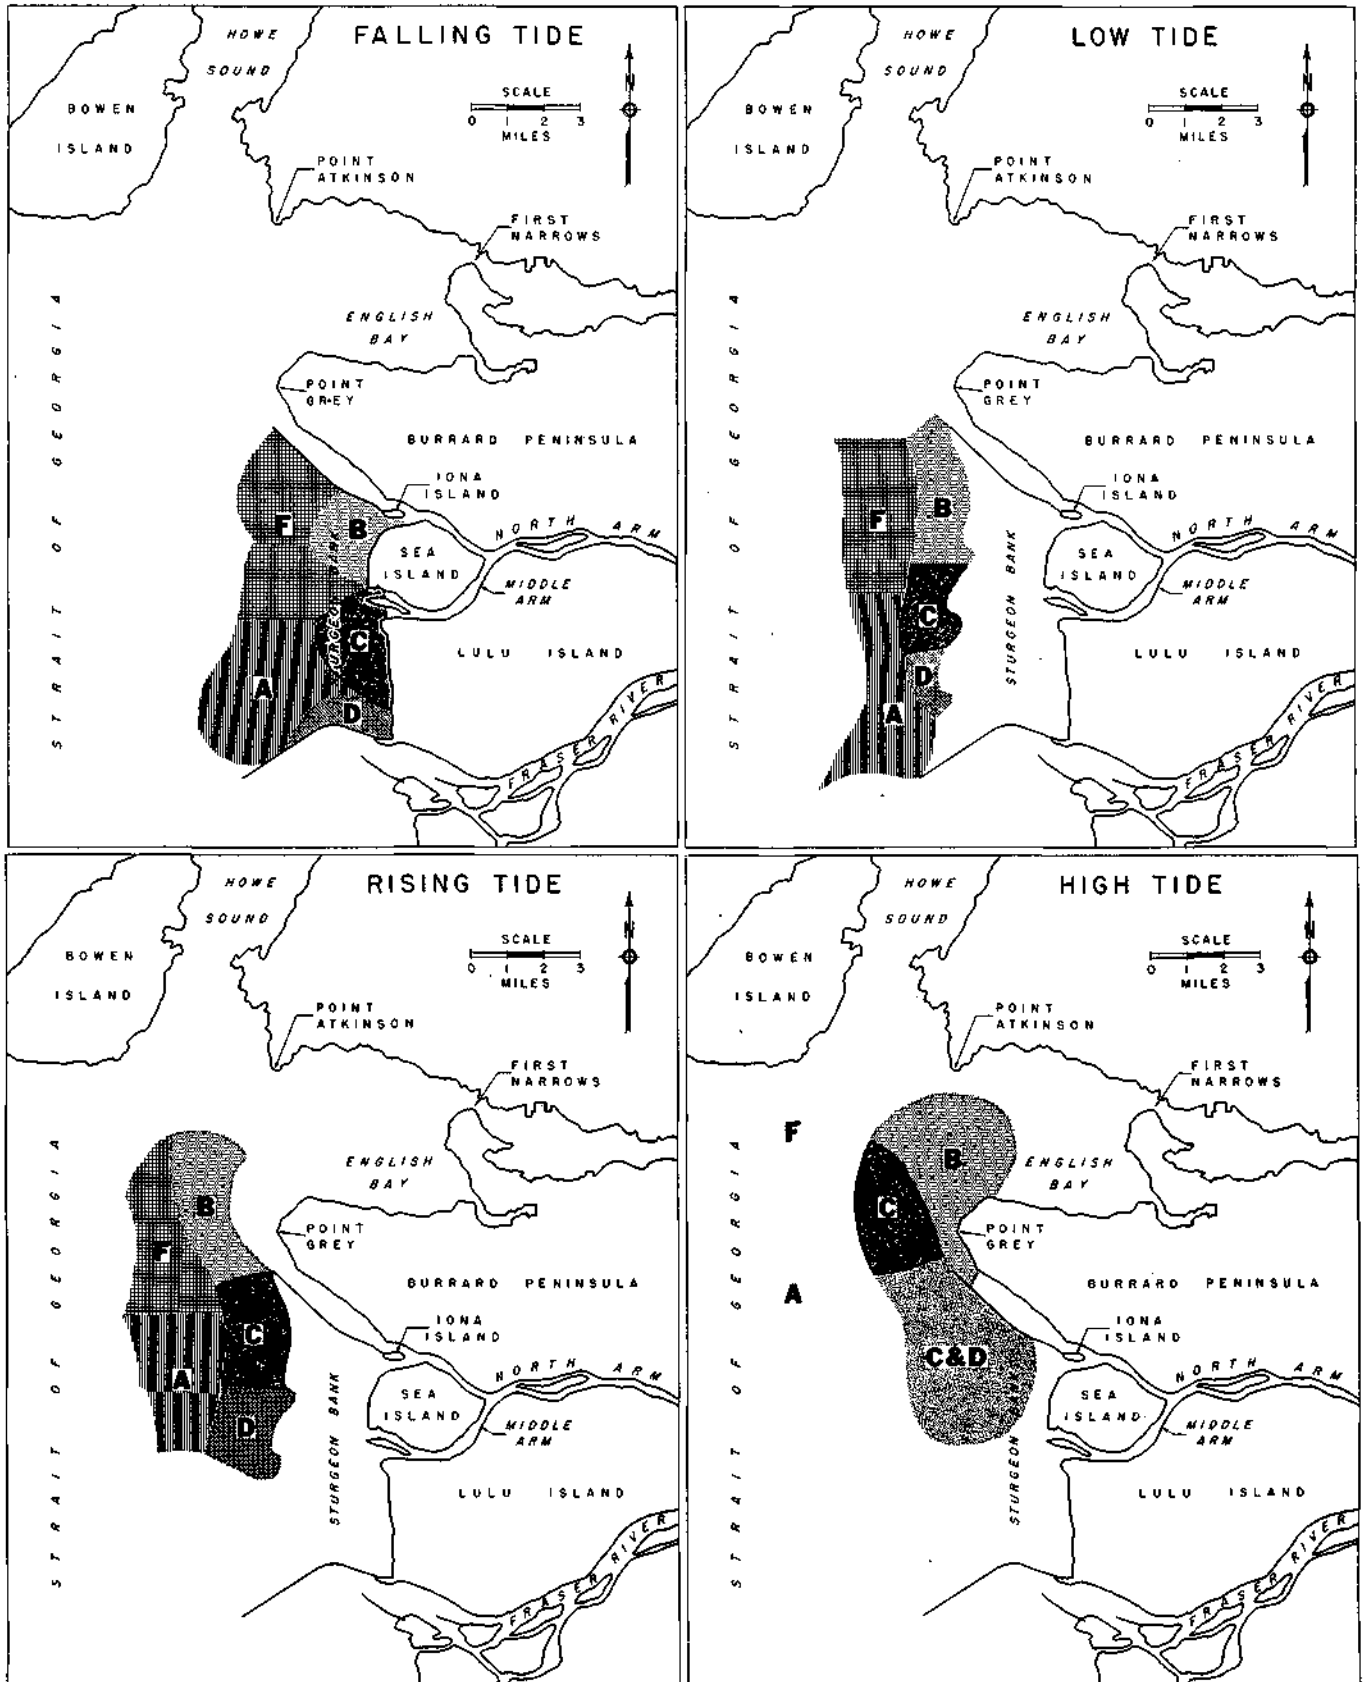 FALLING TIDE
HOWE
SOUND
BOWEN
ISLAND
SCALE
0 1 2 3
MILES
N
POINT
ATKINSON
FIRST
NARROWS
STRAIT OF GEORGIA
ENGLISH
BAY
POINT
GREY
BURRARD PENINSULA
IONA
ISLAND
F
B
NORTH ARM
SEA
ISLAND
MIDDLE
ARM
STURGEON BANK
C
LULU ISLAND
A
D
FRASER RIVER
LOW TIDE
HOWE
SOUND
BOWEN
ISLAND
SCALE
0 1 2 3
MILES
N
POINT
ATKINSON
FIRST
NARROWS
STRAIT OF GEORGIA
ENGLISH
BAY
POINT
GREY
BURRARD PENINSULA
IONA
ISLAND
B
F
NORTH ARM
SEA
ISLAND
MIDDLE
ARM
STURGEON BANK
C
LULU ISLAND
D
A
FRASER RIVER
RISING TIDE
HOWE
SOUND
BOWEN
ISLAND
SCALE
0 1 2 3
MILES
N
POINT
ATKINSON
FIRST
NARROWS
STRAIT OF GEORGIA
ENGLISH
BAY
B
POINT
GREY
F
BURRARD PENINSULA
IONA
ISLAND
C
NORTH ARM
A
SEA
ISLAND
MIDDLE
ARM
D
STURGEON BANK
LULU ISLAND
FRASER RIVER
HIGH TIDE
HOWE
SOUND
BOWEN
ISLAND
SCALE
0 1 2 3
MILES
N
POINT
ATKINSON
FIRST
NARROWS
STRAIT OF GEORGIA
F
B
ENGLISH
BAY
C
POINT
GREY
BURRARD PENINSULA
A
IONA
ISLAND
C&D
NORTH ARM
SEA
ISLAND
MIDDLE
ARM
STURGEON BANK
LULU ISLAND
FRASER RIVER